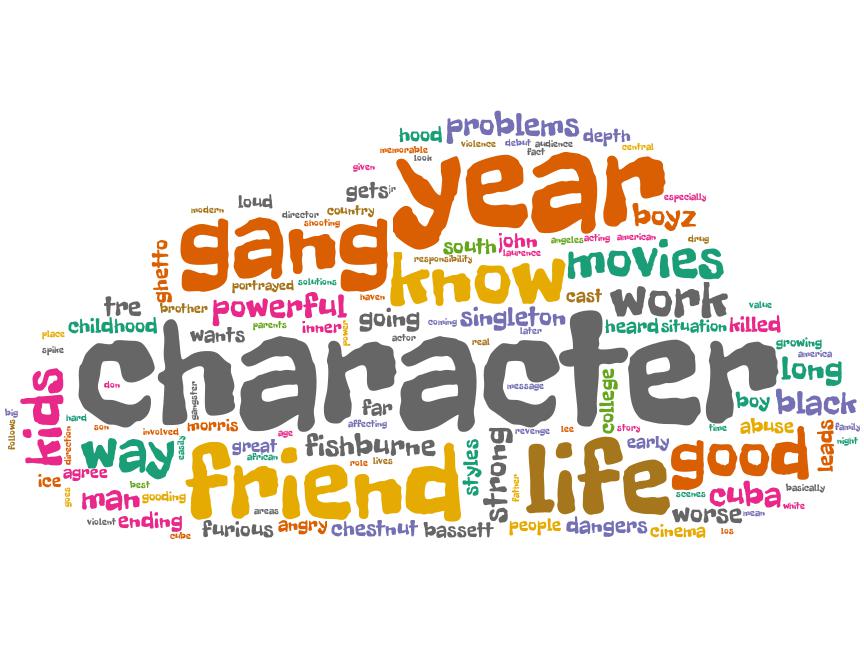 problems
hood
depth
violence
debut
audience
central
memorable
look
fact
year
given
gets
jr
especially
loud
modern
director
country
shooting
boyz
gang
south
john
angeles
acting
american
drug
laurence
responsibility
know
movies
ghetto
portrayed
solutions
haven
cast
work
tre
brother
powerful
value
childhood
parents
inner
power
going
coming
singleton
heard
situation
killed
place
wants
actor
later
real
growing
spike
character
america
long
don
gangster
message
college
kids
boy
black
big
far
hard
follows
son
involved
morris
affecting
age
revenge
lee
story
time
abuse
family
night
leads
direction
way
easily
great
african
fishburne
role
lives
styles
strong
early
life
good
friend
ice
agree
goes
best
man
gooding
father
scenes
cuba
basically
white
areas
violent
ending
cube
furious
angry
chestnut
bassett
people
dangers
cinema
worse
mean
los